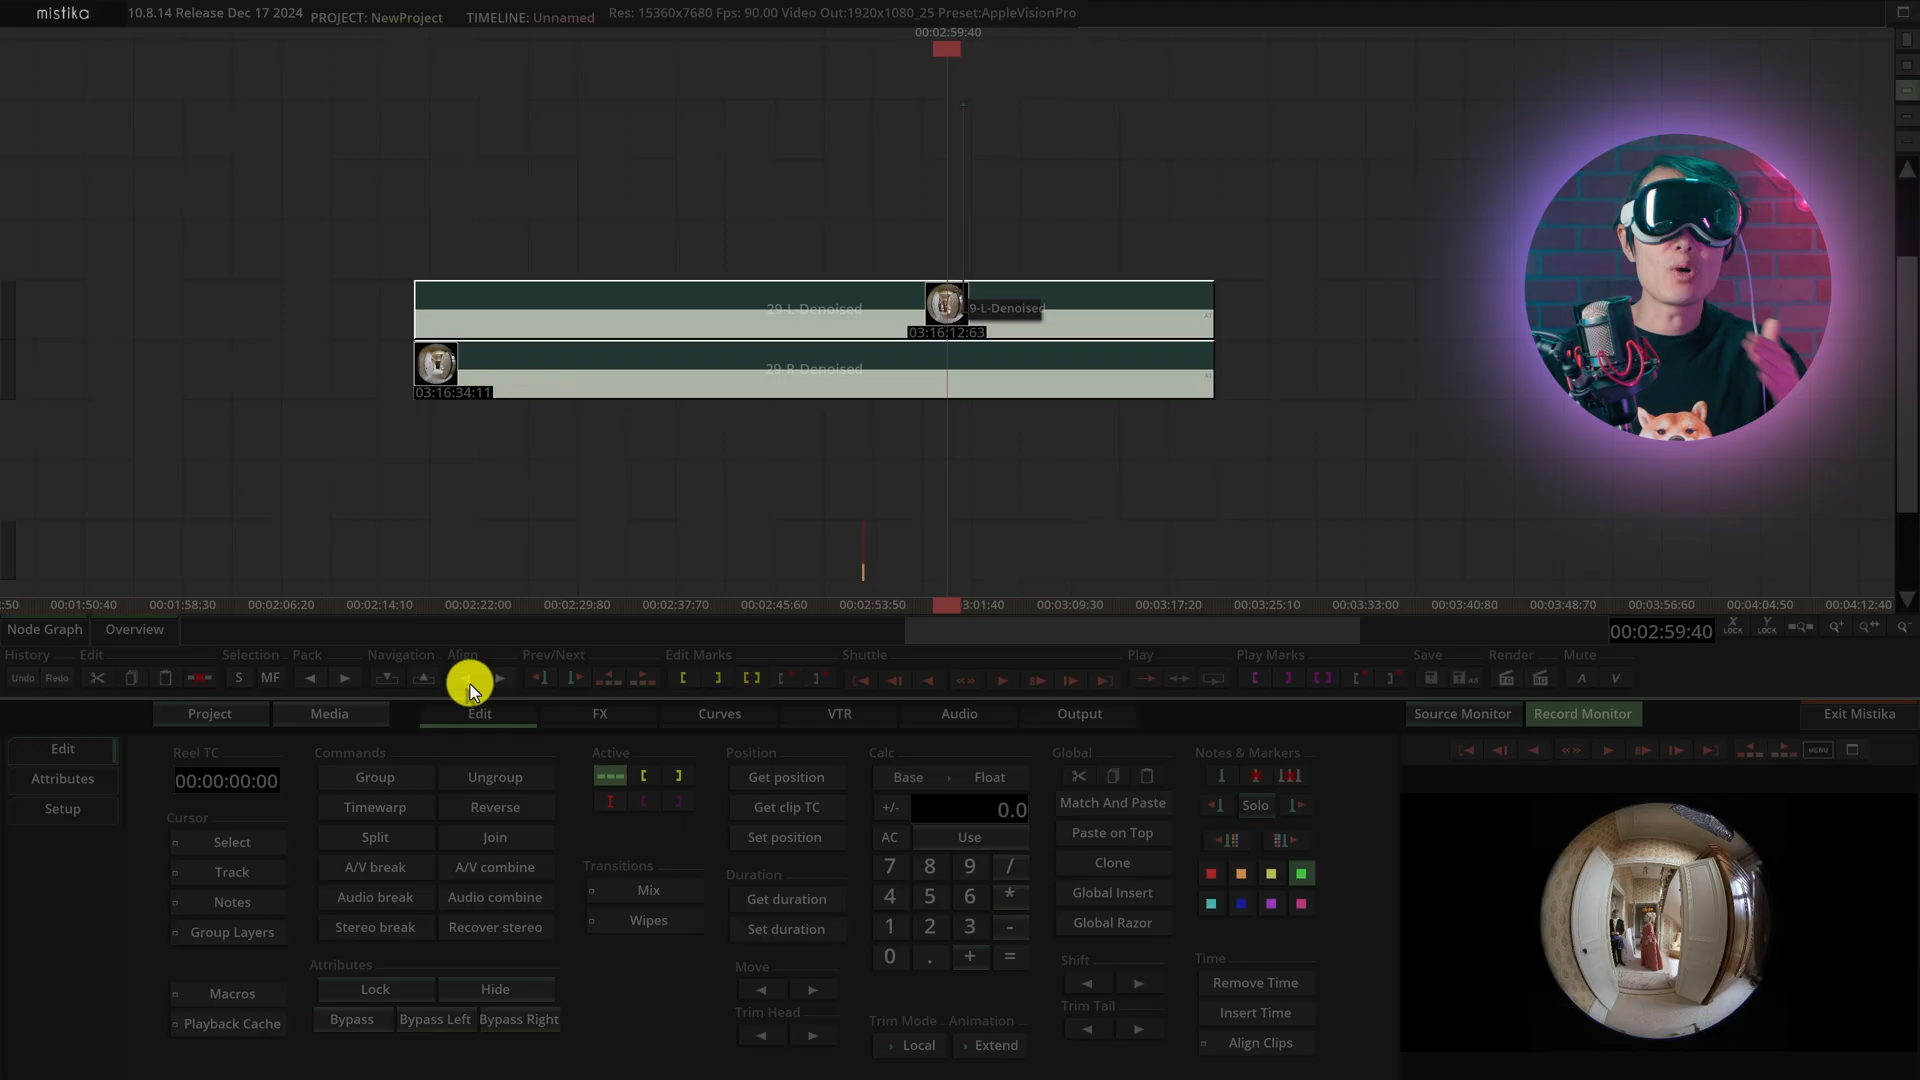 mistika
10.8.14 Release Dec 17 2024
PROJECT: NewProject
TIMELINE: Unnamed
Res: 15360x7680 Fps: 90.00 Video Out:1920x1080_25 Preset:AppleVisionPro
00:02:59:40
29-L-Denoised
9-L-Denoised
03:16:12:63
29-R-Denoised
03:16:34:11
:50 00:01:50:40 00:01:58:30 00:02:06:20 00:02:14:10 00:02:22:00 00:02:29:80 00:02:37:70 00:02:45:60 00:02:53:50 3:01:40 00:03:09:30 00:03:17:20 00:03:25:10 00:03:33:00 00:03:40:80 00:03:48:70 00:03:56:60 00:04:04:50 00:04:12:40
Node Graph Overview 00:02:59:40 X LOCK Y LOCK
History Edit Selection Pack Navigation Align Prev/Next Edit Marks Shuttle Play Play Marks Save Render Mute
Undo Redo S MF A V
Project Media Edit FX Curves VTR Audio Output Source Monitor Record Monitor Exit Mistika
Edit
Attributes
Setup
Reel TC
00:00:00:00
Cursor
Select
Track
Notes
Group Layers
Macros
Playback Cache
Commands
Group Ungroup
Timewarp Reverse
Split Join
A/V break A/V combine
Audio break Audio combine
Stereo break Recover stereo
Attributes
Lock Hide
Bypass Bypass Left Bypass Right
Active
Transitions
Mix
Wipes
Position
Get position
Get clip TC
Set position
Duration
Get duration
Set duration
Move
Trim Head
Calc
Base Float
+/- 0.0
AC Use
7 8 9 /
4 5 6 *
1 2 3 -
0 . + =
Trim Mode Animation
Local Extend
Global
Match And Paste
Paste on Top
Clone
Global Insert
Global Razor
Shift
Trim Tail
Notes & Markers
Solo
Time
Remove Time
Insert Time
Align Clips
MENU